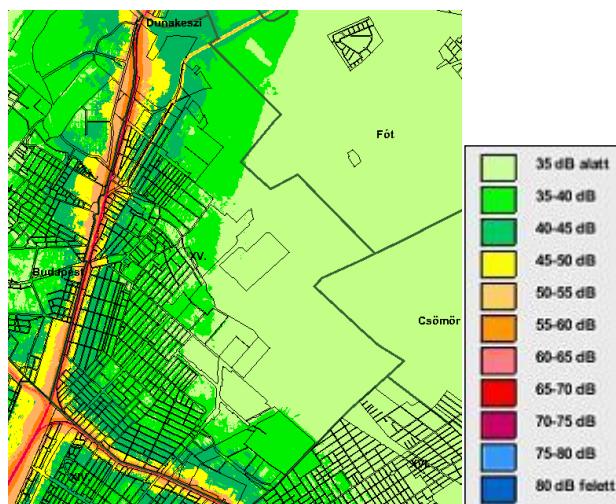 Dunakeszi
Fót
XV.
Budapest
Csömör
XIV.
XVI.
35 dB alatt
35-40 dB
40-45 dB
45-50 dB
50-55 dB
55-60 dB
60-65 dB
65-70 dB
70-75 dB
75-80 dB
80 dB felett